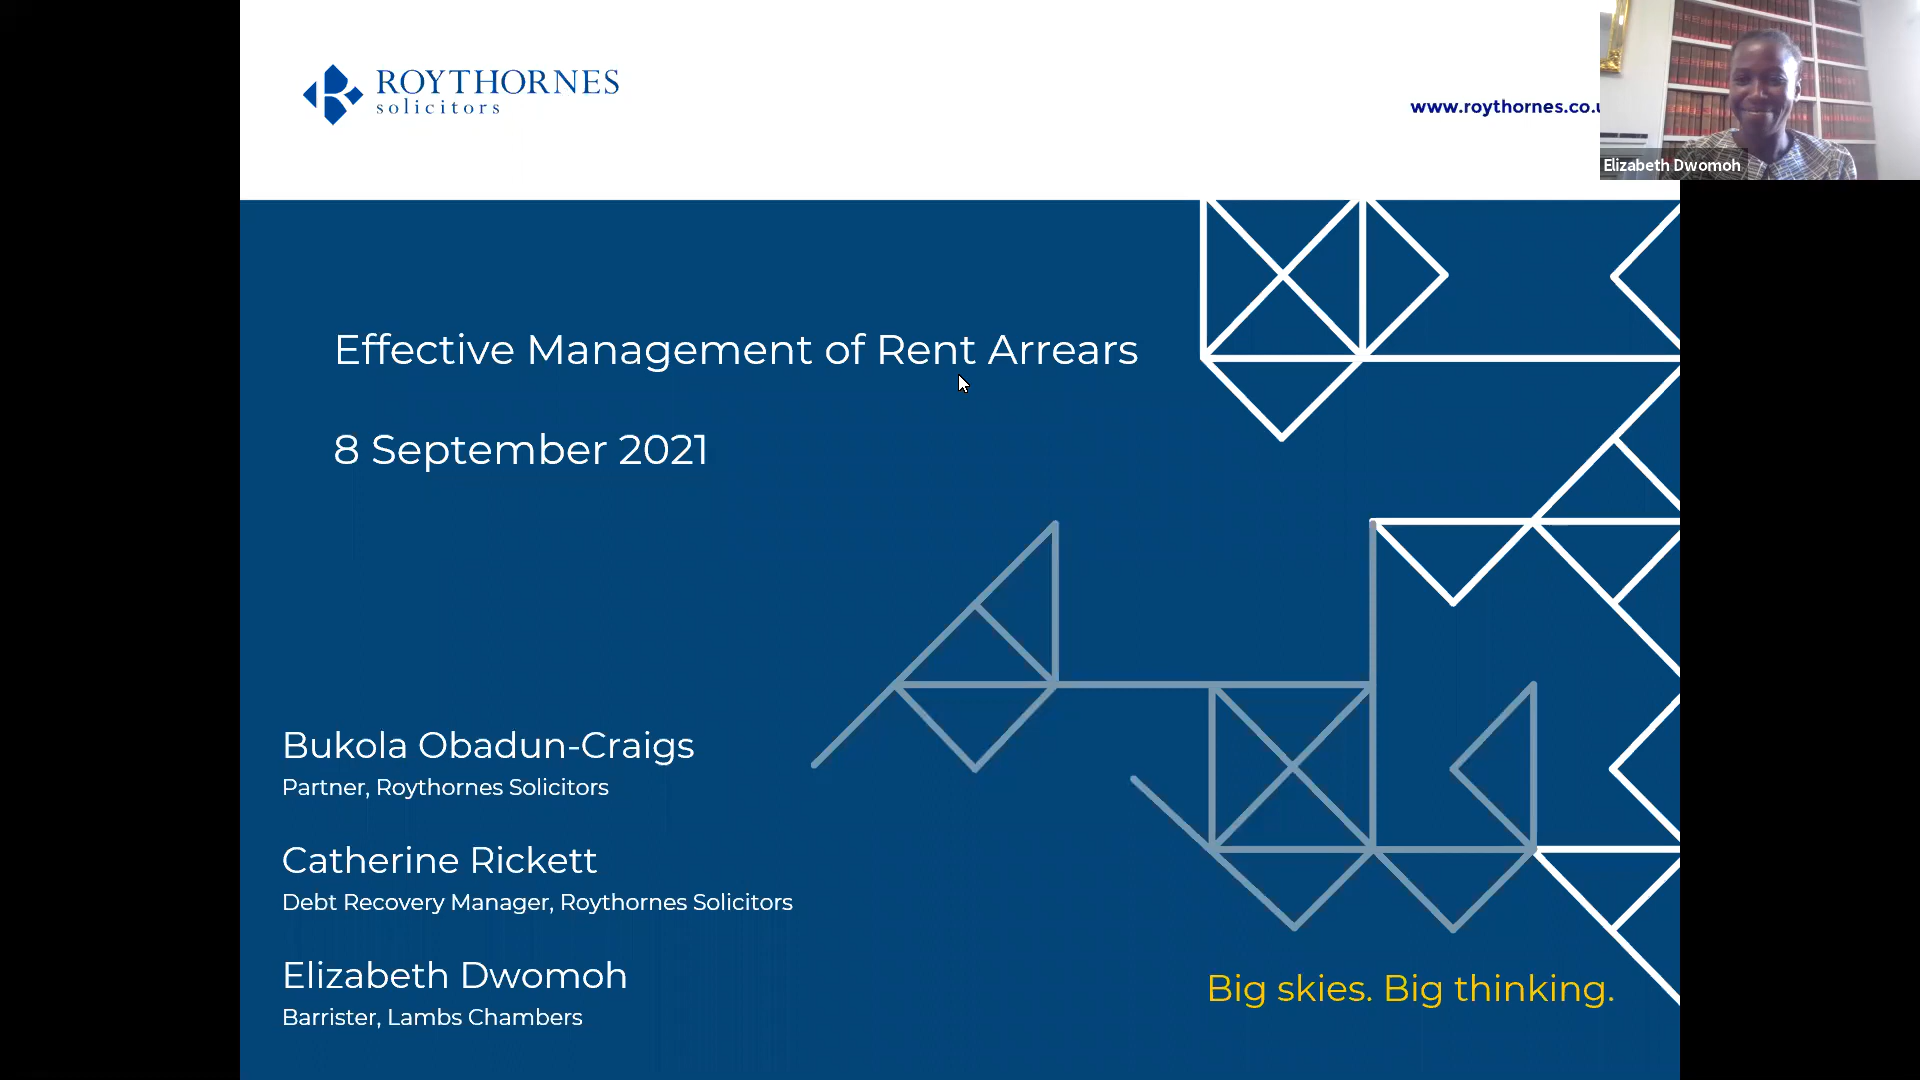 ROYTHORNES
solicitors
www.roythornes.co.u
Elizabeth Dwomoh
Effective Management of Rent Arrears
8 September 2021
Bukola Obadun-Craigs
Partner, Roythornes Solicitors
Catherine Rickett
Debt Recovery Manager, Roythornes Solicitors
Elizabeth Dwomoh
Barrister, Lambs Chambers
Big skies. Big thinking.